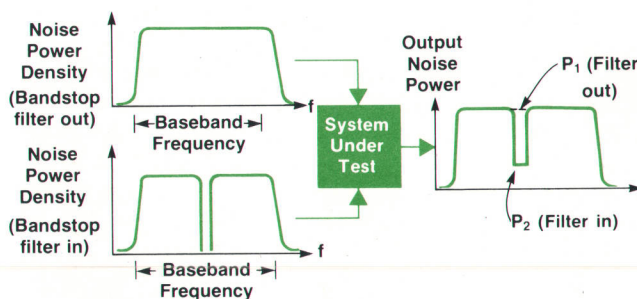 Noise
Power
Density
(Bandstop
filter out)
f
Baseband
Frequency
Noise
Power
Density
(Bandstop
filter in)
f
Baseband
Frequency
System
Under
Test
Output
Noise
Power
P₁ (Filter
out)
P₂ (Filter in)